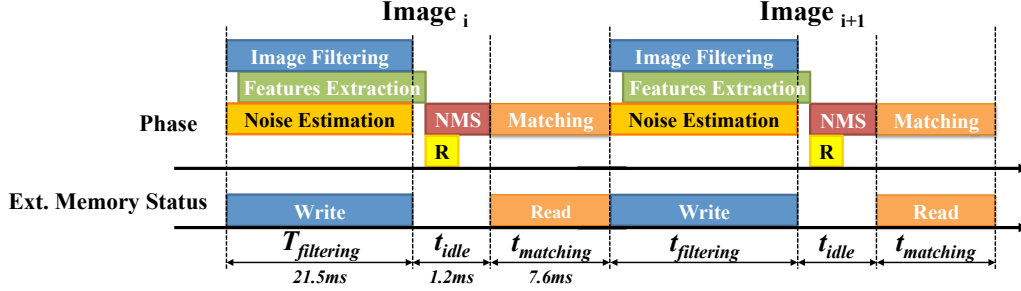 Image i Image i+1
Image Filtering Image Filtering
Features Extraction Features Extraction
Phase Noise Estimation NMS Matching Noise Estimation NMS Matching
R R
Ext. Memory Status Write Read Write Read
Tfiltering tidle tmatching tfiltering tidle tmatching
21.5ms 1.2ms 7.6ms